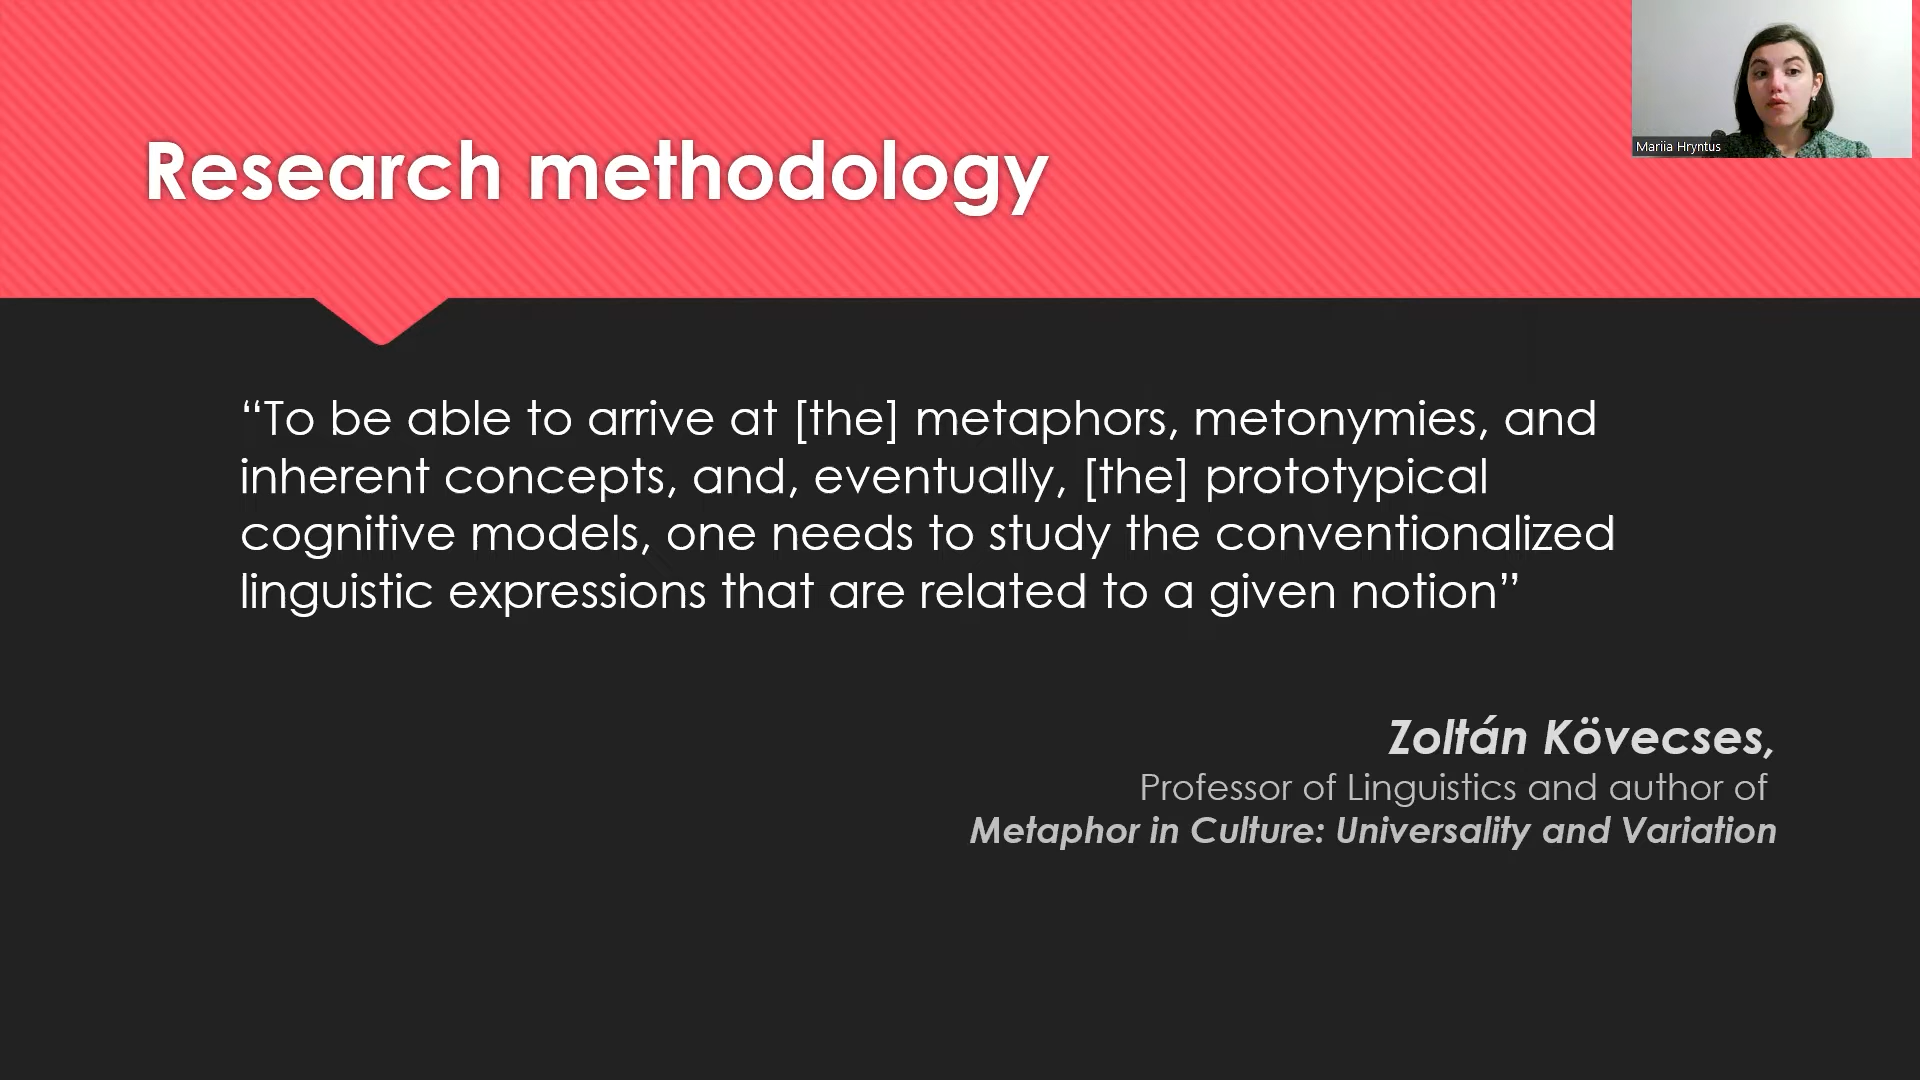 Research methodology
Mariia Hryntus
“To be able to arrive at [the] metaphors, metonymies, and
inherent concepts, and, eventually, [the] prototypical
cognitive models, one needs to study the conventionalized
linguistic expressions that are related to a given notion”
Zoltán Kövecses,
Professor of Linguistics and author of
Metaphor in Culture: Universality and Variation